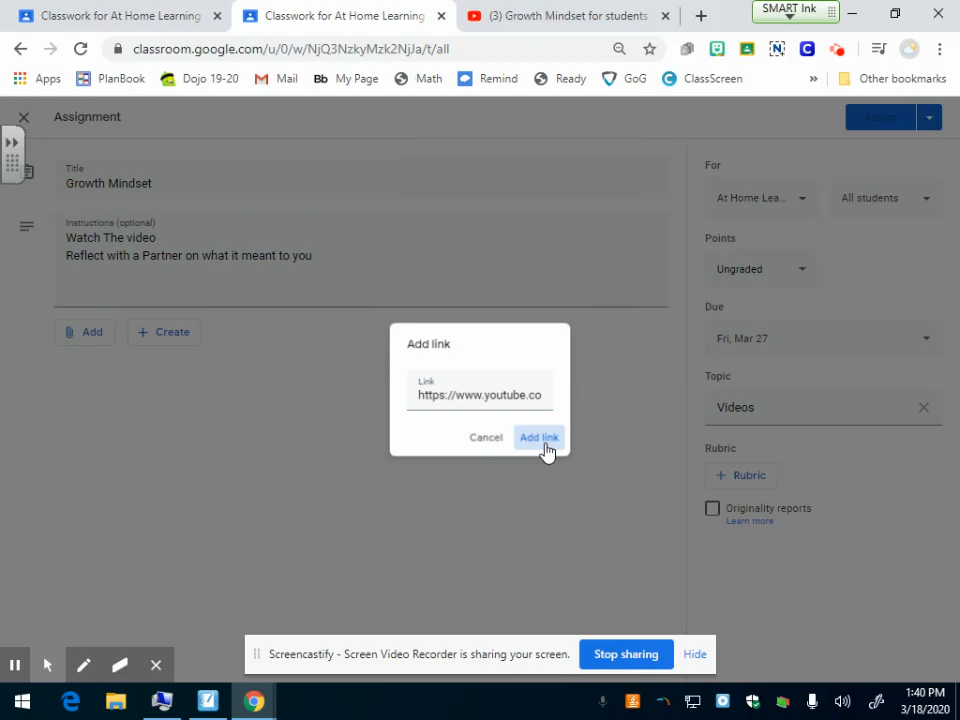 Classwork for At Home Learning
Classwork for At Home Learning
(3) Growth Mindset for students
SMART Ink
classroom.google.com/u/0/w/NjQ3NzkyMzk2NjJa/t/all
Apps
PlanBook
Dojo 19-20
Mail
Bb My Page
Math
Remind
Ready
GoG
ClassScreen
»
Other bookmarks
Assignment
Assign
Title
Growth Mindset
Instructions (optional)
Watch The video
Reflect with a Partner on what it meant to you
Add
+ Create
For
At Home Lea...
All students
Points
Ungraded
Due
Fri, Mar 27
Topic
Videos
Rubric
+ Rubric
Originality reports
Learn more
Add link
Link
https://www.youtube.co
Cancel
Add link
Screencastify - Screen Video Recorder is sharing your screen.
Stop sharing
Hide
1:40 PM
3/18/2020